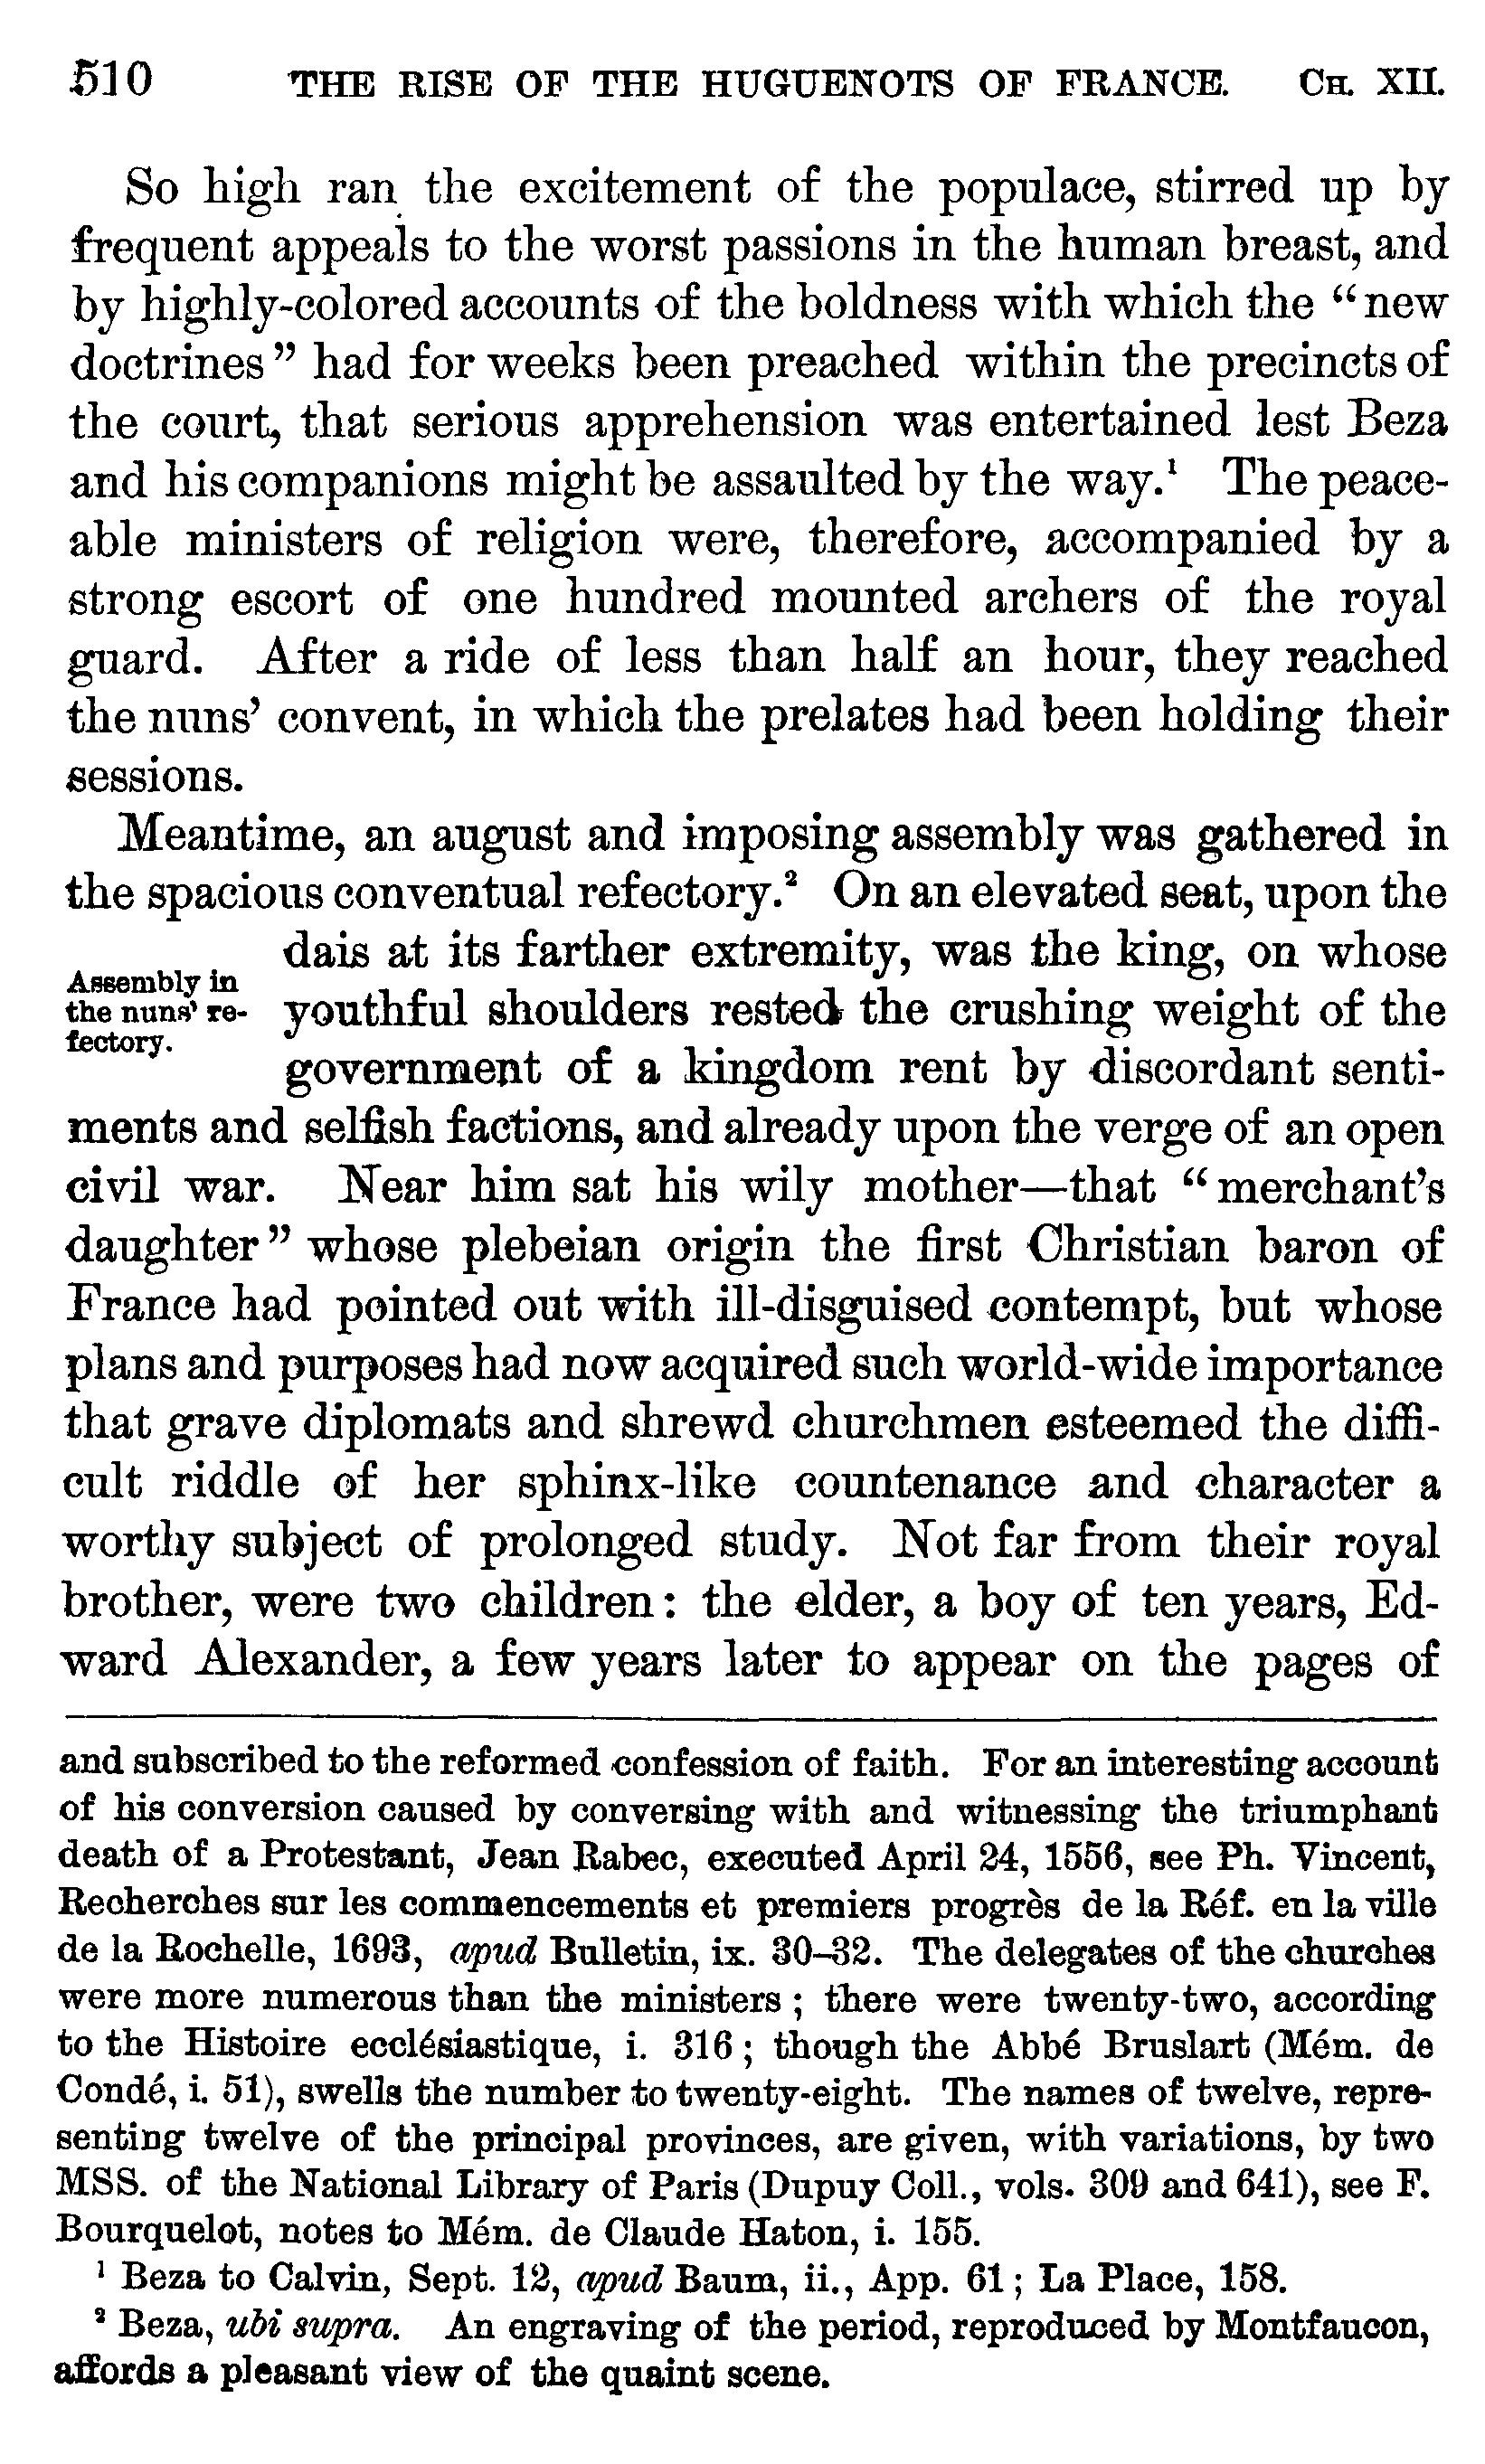 510 THE RISE OF THE HUGUENOTS OF FRANCE. CH. XII.
So high ran the excitement of the populace, stirred up by
frequent appeals to the worst passions in the human breast, and
by highly-colored accounts of the boldness with which the “new
doctrines” had for weeks been preached within the precincts of
the court, that serious apprehension was entertained lest Beza
and his companions might be assaulted by the way.¹ The peace-
able ministers of religion were, therefore, accompanied by a
strong escort of one hundred mounted archers of the royal
guard. After a ride of less than half an hour, they reached
the nuns’ convent, in which the prelates had been holding their
sessions.
Meantime, an august and imposing assembly was gathered in
the spacious conventual refectory.² On an elevated seat, upon the
Assembly in
the nuns’ re-
fectory.
dais at its farther extremity, was the king, on whose
youthful shoulders rested the crushing weight of the
government of a kingdom rent by discordant senti-
ments and selfish factions, and already upon the verge of an open
civil war. Near him sat his wily mother—that “merchant’s
daughter” whose plebeian origin the first Christian baron of
France had pointed out with ill-disguised contempt, but whose
plans and purposes had now acquired such world-wide importance
that grave diplomats and shrewd churchmen esteemed the diffi-
cult riddle of her sphinx-like countenance and character a
worthy subject of prolonged study. Not far from their royal
brother, were two children: the elder, a boy of ten years, Ed-
ward Alexander, a few years later to appear on the pages of
and subscribed to the reformed confession of faith. For an interesting account
of his conversion caused by conversing with and witnessing the triumphant
death of a Protestant, Jean Rabec, executed April 24, 1556, see Ph. Vincent,
Recherches sur les commencements et premiers progrès de la Réf. en la ville
de la Rochelle, 1693, apud Bulletin, ix. 30–32. The delegates of the churches
were more numerous than the ministers; there were twenty-two, according
to the Histoire ecclésiastique, i. 316; though the Abbé Bruslart (Mém. de
Condé, i. 51), swells the number to twenty-eight. The names of twelve, repre-
senting twelve of the principal provinces, are given, with variations, by two
MSS. of the National Library of Paris (Dupuy Coll., vols. 309 and 641), see F.
Bourquelot, notes to Mém. de Claude Haton, i. 155.
¹ Beza to Calvin, Sept. 12, apud Baum, ii., App. 61; La Place, 158.
² Beza, ubi supra. An engraving of the period, reproduced by Montfaucon,
affords a pleasant view of the quaint scene.